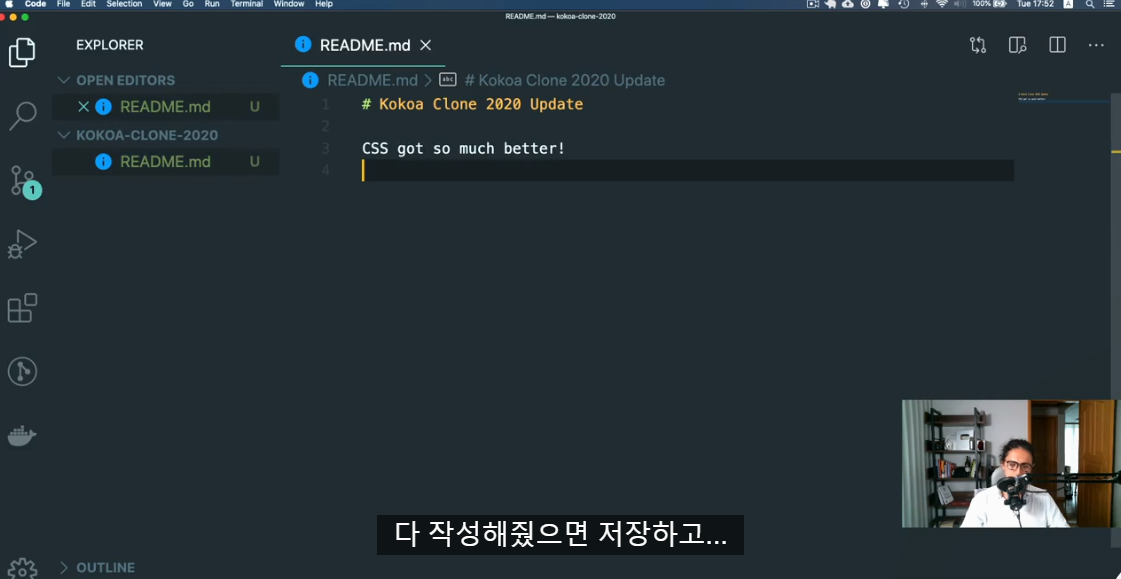 Code File Edit Selection View Go Run Terminal Window Help 100% Tue 17:52 A
README.md — kokoa-clone-2020
EXPLORER
README.md
OPEN EDITORS
README.md U
KOKOA-CLONE-2020
README.md U
1
README.md > abc # Kokoa Clone 2020 Update
1 # Kokoa Clone 2020 Update
2
3 CSS got so much better!
4
다 작성해줬으면 저장하고...
OUTLINE